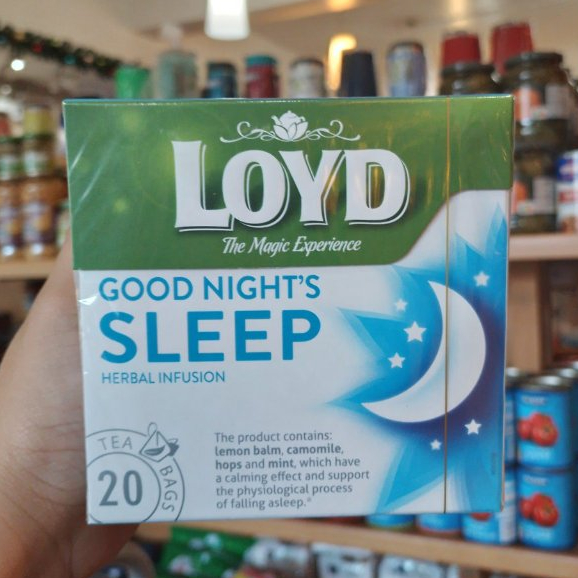 LOYD
The Magic Experience
GOOD NIGHT'S
SLEEP
HERBAL INFUSION
TEA
BAGS
20
The product contains:
lemon balm, camomile,
hops and mint, which have
a calming effect and support
the physiological process
of falling asleep.*